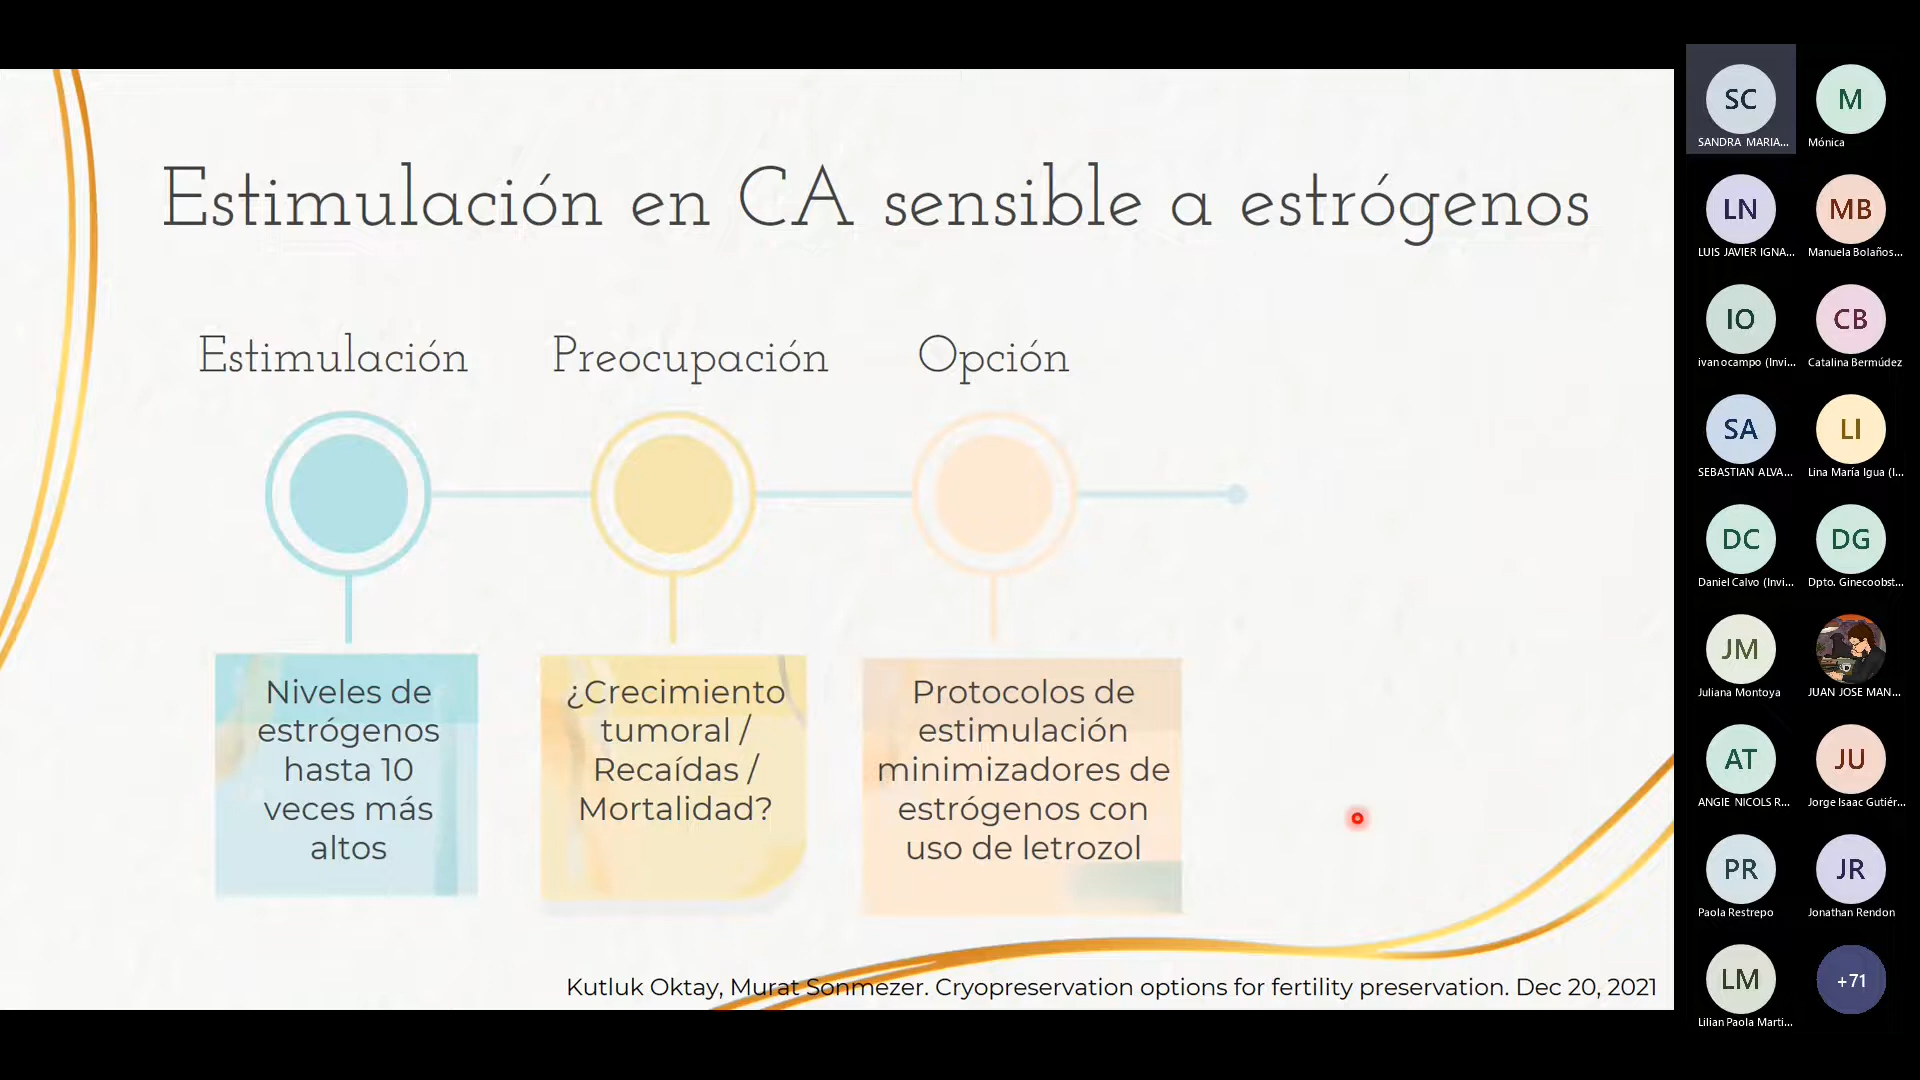 Estimulación en CA sensible a estrógenos
Estimulación
Preocupación
Opción
Niveles de
estrógenos
hasta 10
veces más
altos
¿Crecimiento
tumoral /
Recaídas /
Mortalidad?
Protocolos de
estimulación
minimizadores de
estrógenos con
uso de letrozol
Kutluk Oktay, Murat Sonmezer. Cryopreservation options for fertility preservation. Dec 20, 2021
SC
SANDRA MARIA...
M
Mónica
LN
LUIS JAVIER IGNA...
MB
Manuela Bolaños...
IO
ivan ocampo (Invi...
CB
Catalina Bermúdez
SA
SEBASTIAN ALVA...
LI
Lina María Igua (I...
DC
Daniel Calvo (Invi...
DG
Dpto. Ginecoobst...
JM
Juliana Montoya
JUAN JOSE MAN...
AT
ANGIE NICOLS R...
JU
Jorge Isaac Gutiér...
PR
Paola Restrepo
JR
Jonathan Rendon
LM
Lilian Paola Marti...
+71